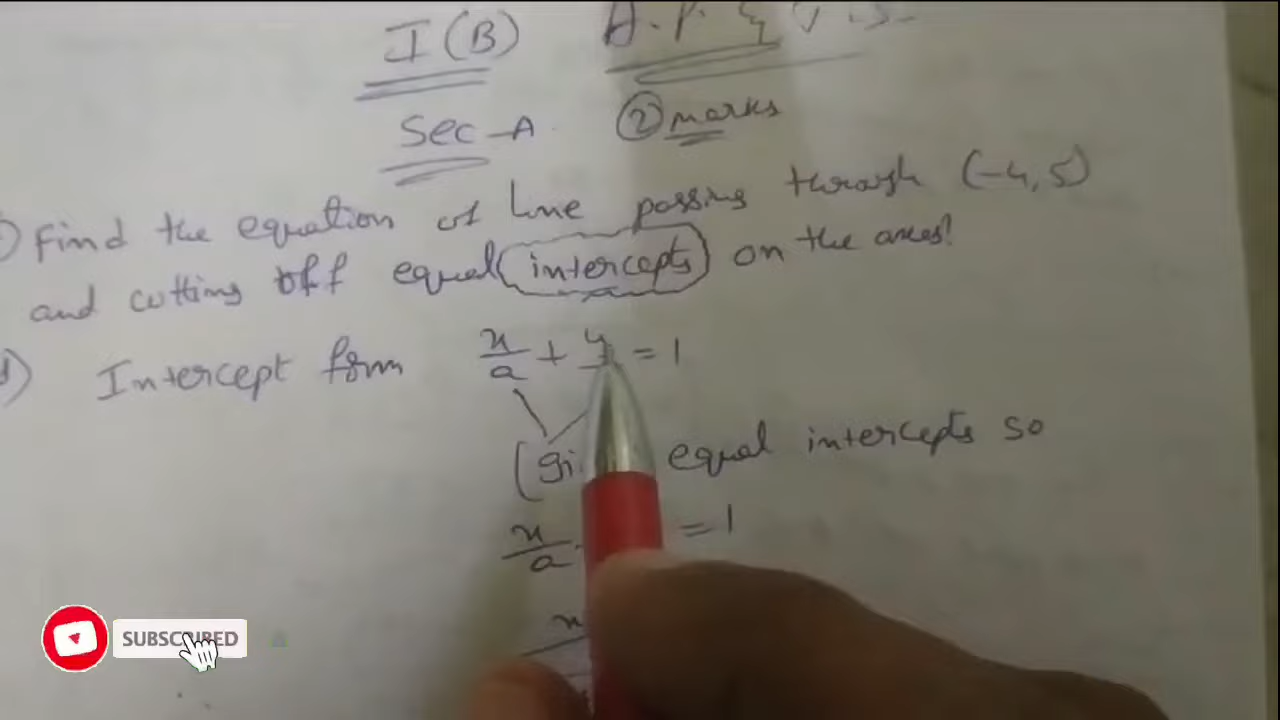 I (B) A.P. & T.S.
Sec-A (2) marks
Find the equation of line passing through (-4,5)
and cutting off equal intercepts on the axes?
Intercept form x/a + y = 1
( equal intercepts so
x/a = 1
x
SUBSCRIBED